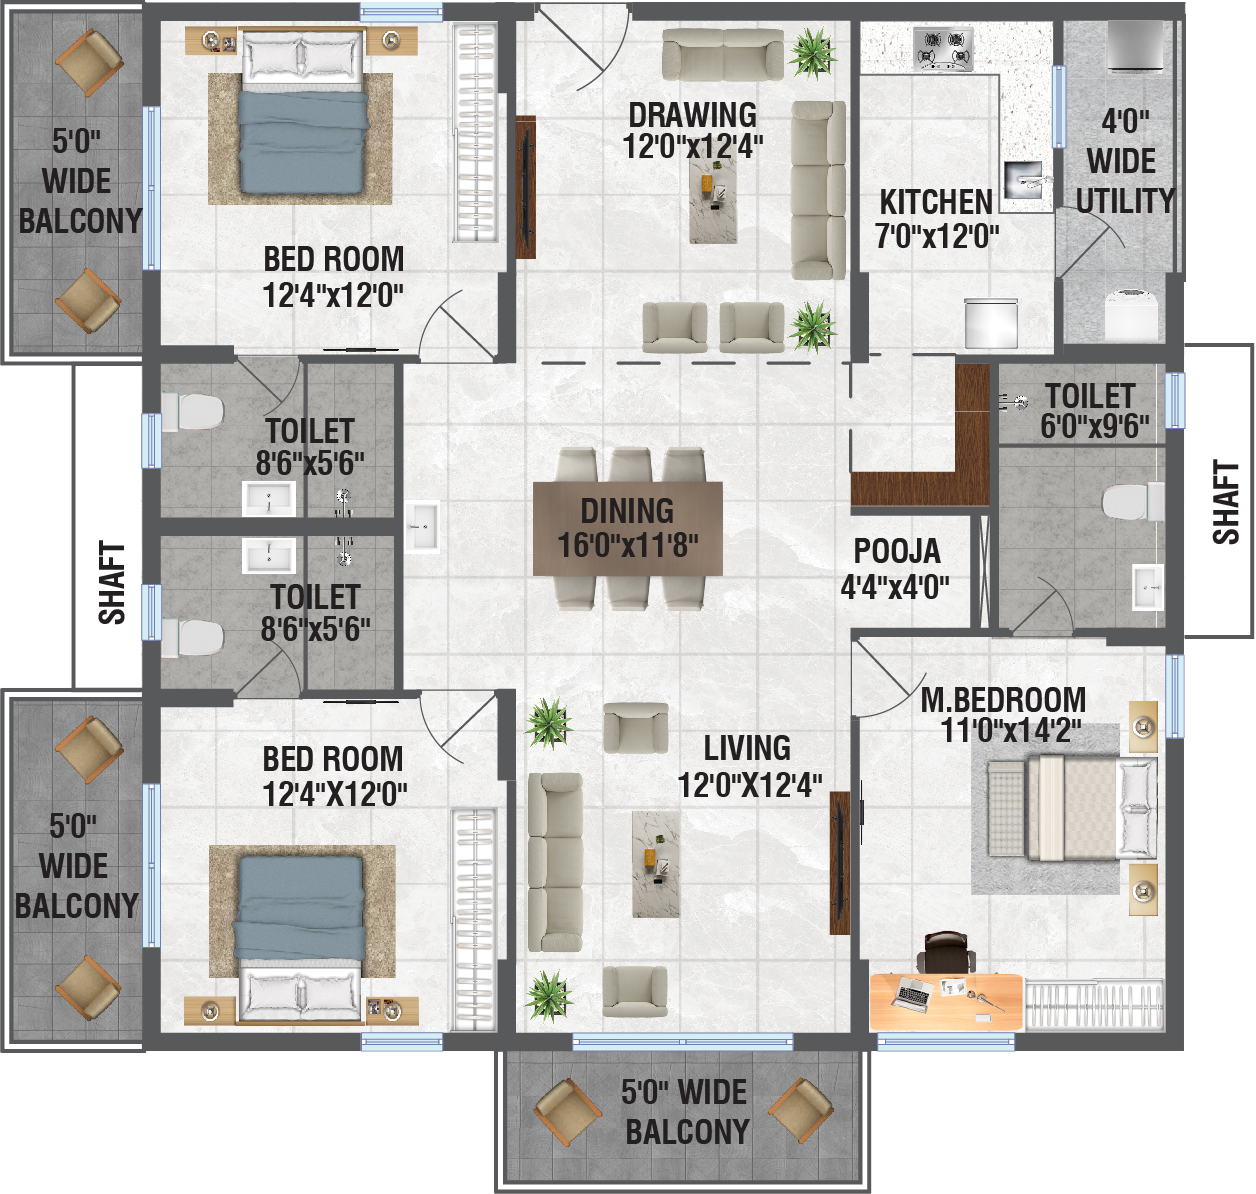 5'0"
WIDE
BALCONY
BED ROOM
12'4"x12'0"
DRAWING
12'0"x12'4"
KITCHEN
7'0"x12'0"
4'0"
WIDE
UTILITY
TOILET
8'6"x5'6"
TOILET
6'0"x9'6"
SHAFT
DINING
16'0"x11'8"
POOJA
4'4"x4'0"
SHAFT
TOILET
8'6"x5'6"
BED ROOM
12'4"X12'0"
LIVING
12'0"X12'4"
M.BEDROOM
11'0"x14'2"
5'0"
WIDE
BALCONY
5'0" WIDE
BALCONY